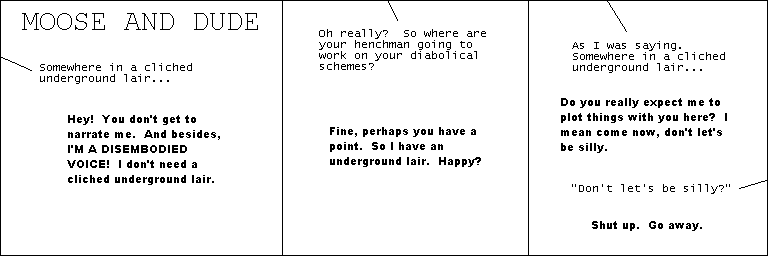 MOOSE AND DUDE
Somewhere in a cliched
underground lair...
Hey!  You don't get to
narrate me.  And besides,
I'M A DISEMBODIED
VOICE!  I don't need a
cliched underground lair.
Oh really?  So where are
your henchman going to
work on your diabolical
schemes?
Fine, perhaps you have a
point.  So I have an
underground lair.  Happy?
As I was saying.
Somewhere in a cliched
underground lair...
Do you really expect me to
plot things with you here?  I
mean come now, don't let's
be silly.
"Don't let's be silly?"
Shut up.  Go away.